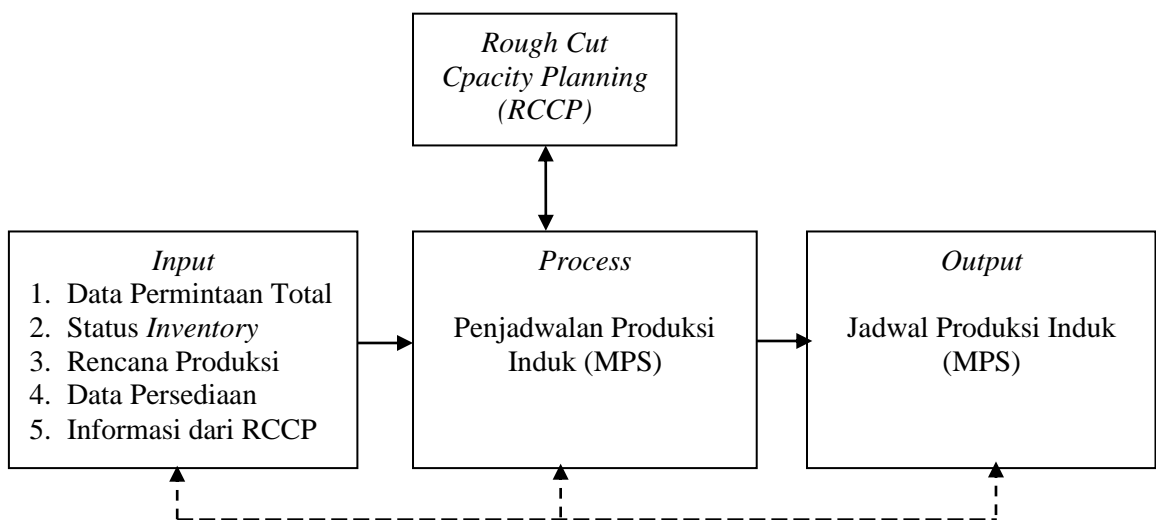 Rough Cut
Cpacity Planning
(RCCP)
Input
1. Data Permintaan Total
2. Status Inventory
3. Rencana Produksi
4. Data Persediaan
5. Informasi dari RCCP
Process
Penjadwalan Produksi
Induk (MPS)
Output
Jadwal Produksi Induk
(MPS)